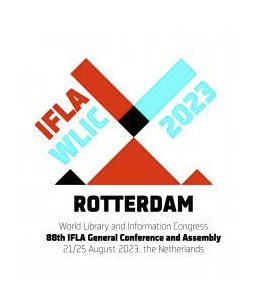 IFLA
WLIC
2023
ROTTERDAM
World Library and Information Congress
88th IFLA General Conference and Assembly
21/25 August 2023, the Netherlands